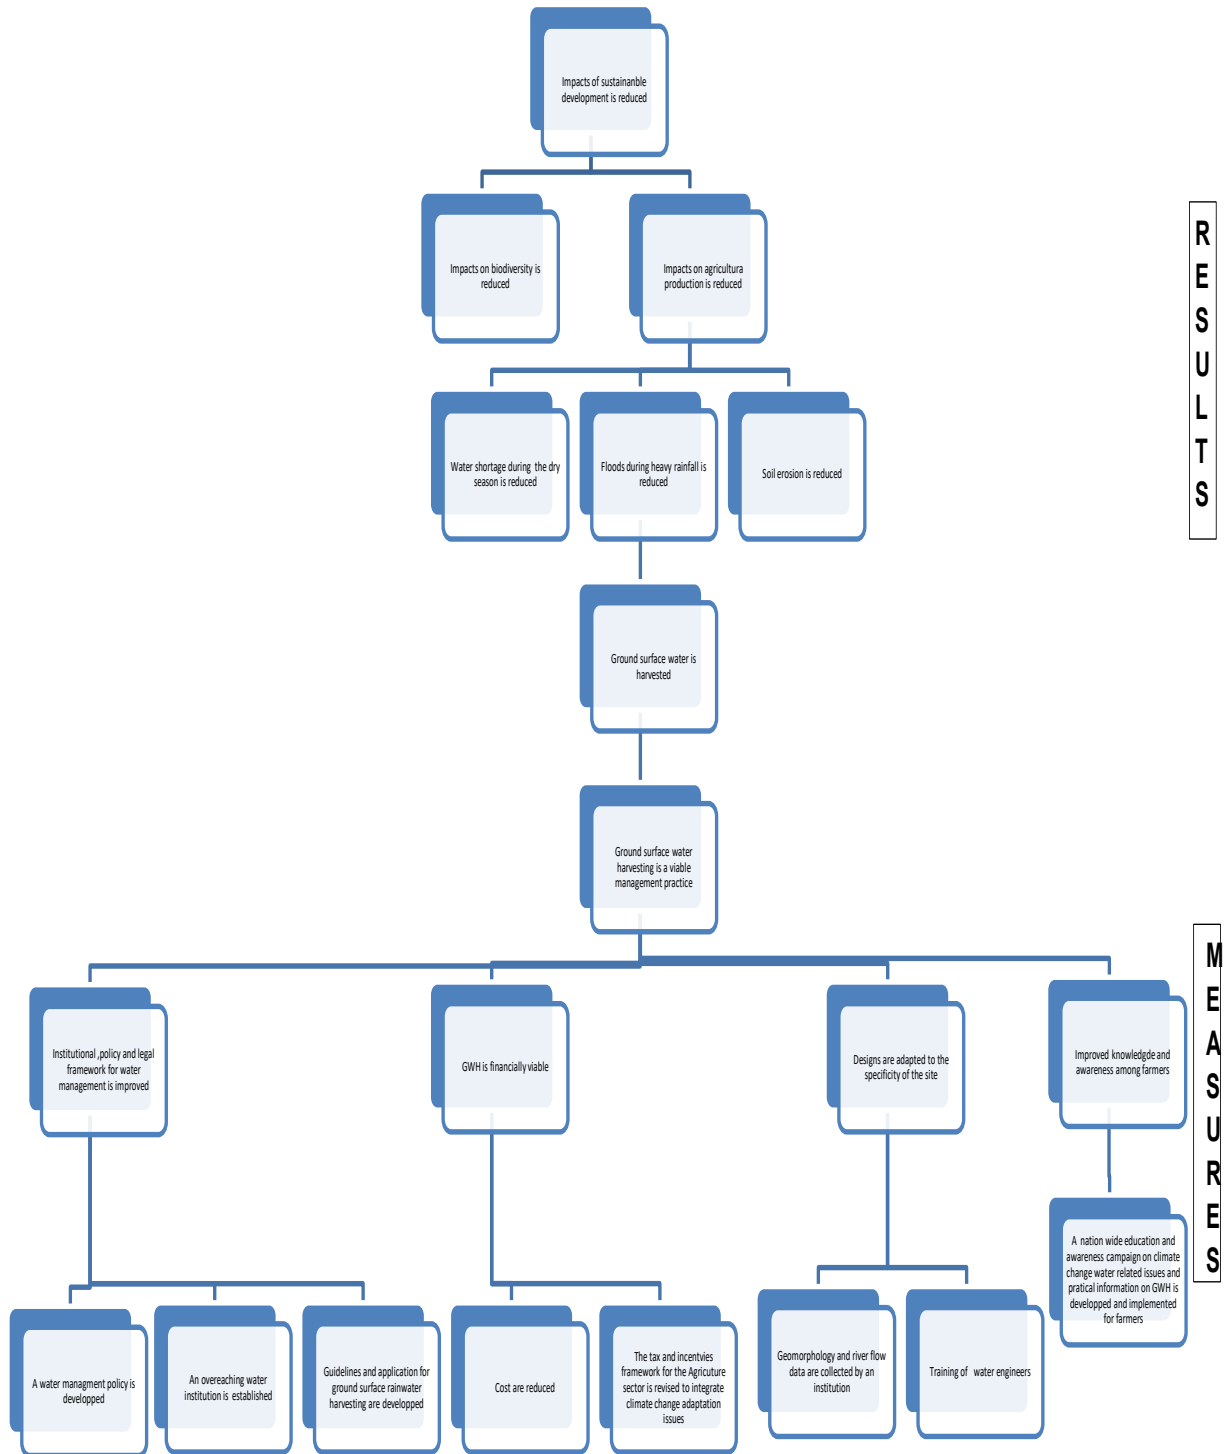 Impacts of sustainanble
development is reduced
Impacts on biodiversity is
reduced
Impacts on agricultura
production is reduced
RESULTS
Water shortage during the dry
season is reduced
Floods during heavy rainfall is
reduced
Soil erosion is reduced
Ground surface water is
harvested
Ground surface water
harvesting is a viable
management practice
MEASURES
Institutional ,policy and legal
framework for water
management is improved
GWH is financially viable
Designs are adapted to the
specificity of the site
Improved knowledgde and
awareness among farmers
A water managment policy is
developped
An overeaching water
institution is established
Guidelines and application for
ground surface rainwater
harvesting are developped
Cost are reduced
The tax and incentvies
framework for the Agricuture
sector is revised to integrate
climate change adaptation
issues
Geomorphology and river flow
data are collected by an
institution
Training of water engineers
A nation wide education and
awareness campaign on climate
change water related issues and
pratical information on GWH is
developped and implemented
for farmers